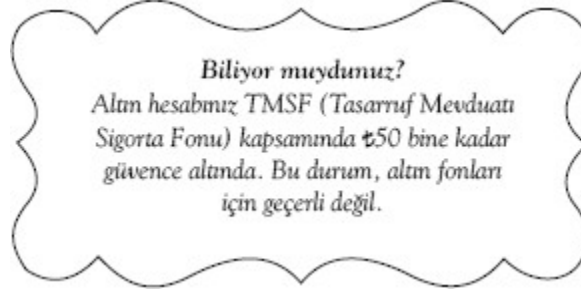 Biliyor muydunuz?
Altın hesabınız TMSF (Tasarruf Mevduatı
Sigorta Fonu) kapsamında ₺50 bine kadar
güvence altında. Bu durum, altın fonları
için geçerli değil.